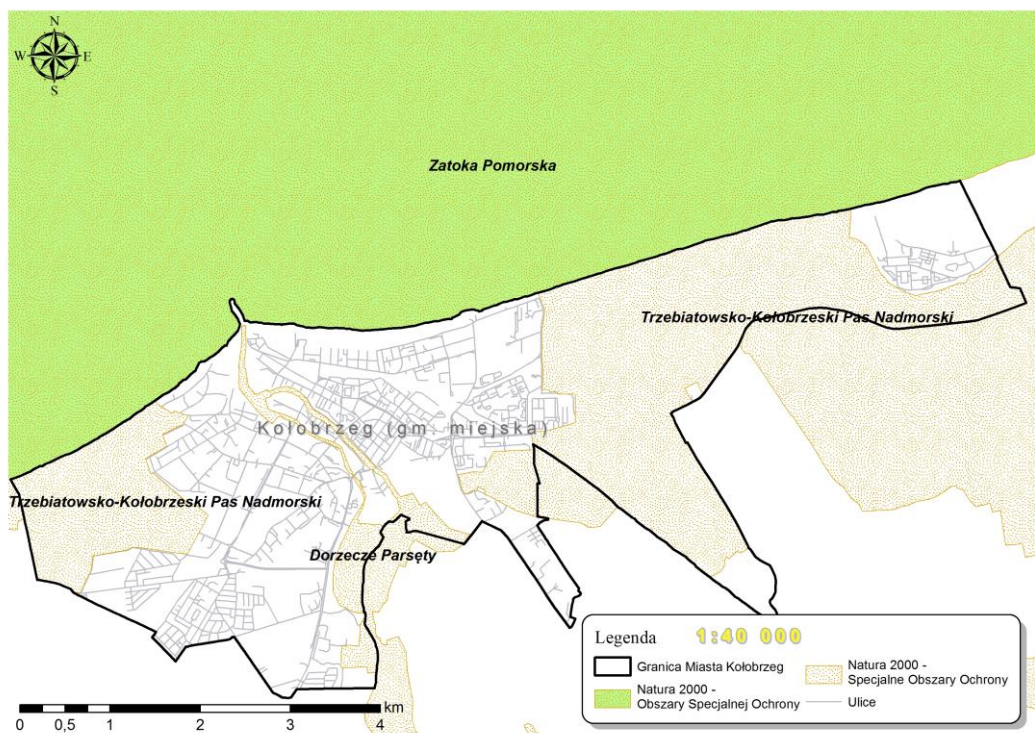 N
W E
S
Zatoka Pomorska
Trzebiatowsko-Kołobrzeski Pas Nadmorski
Kołobrzeg (gm. miejska)
Trzebiatowsko-Kołobrzeski Pas Nadmorski
Dorzecze Parsęty
Legenda 1:40 000
Granica Miasta Kołobrzeg
Natura 2000 -
Obszary Specjalnej Ochrony
Natura 2000 -
Specjalne Obszary Ochrony
Ulice
km
0 0,5 1 2 3 4